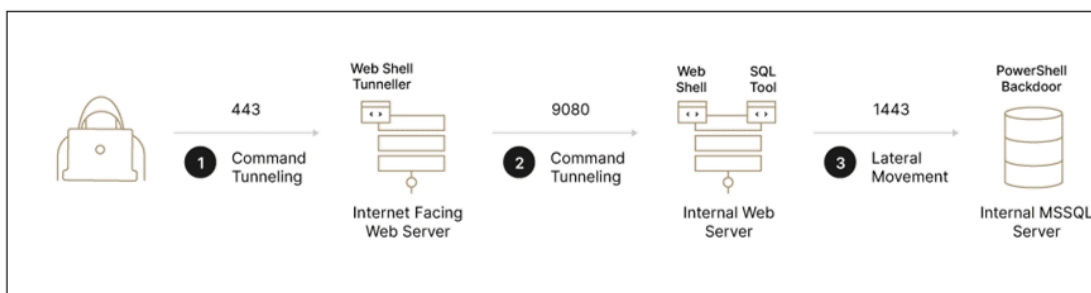 443
1
Command
Tunneling
Web Shell
Tunneller
Internet Facing
Web Server
9080
2
Command
Tunneling
Web
Shell
SQL
Tool
Internal Web
Server
1443
3
Lateral
Movement
PowerShell
Backdoor
Internal MSSQL
Server